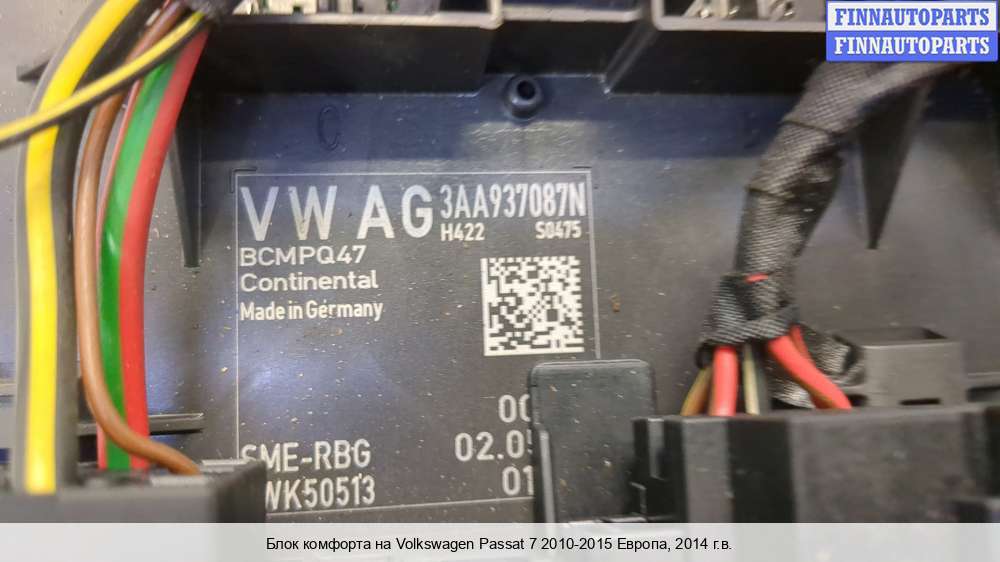 FINNAUTOPARTS
FINNAUTOPARTS
VW AG 3AA937087N
H422 S0475
BCMPQ47
Continental
Made in Germany
SME-RBG 02.0
WK50513 01
Блок комфорта на Volkswagen Passat 7 2010-2015 Европа, 2014 г.в.